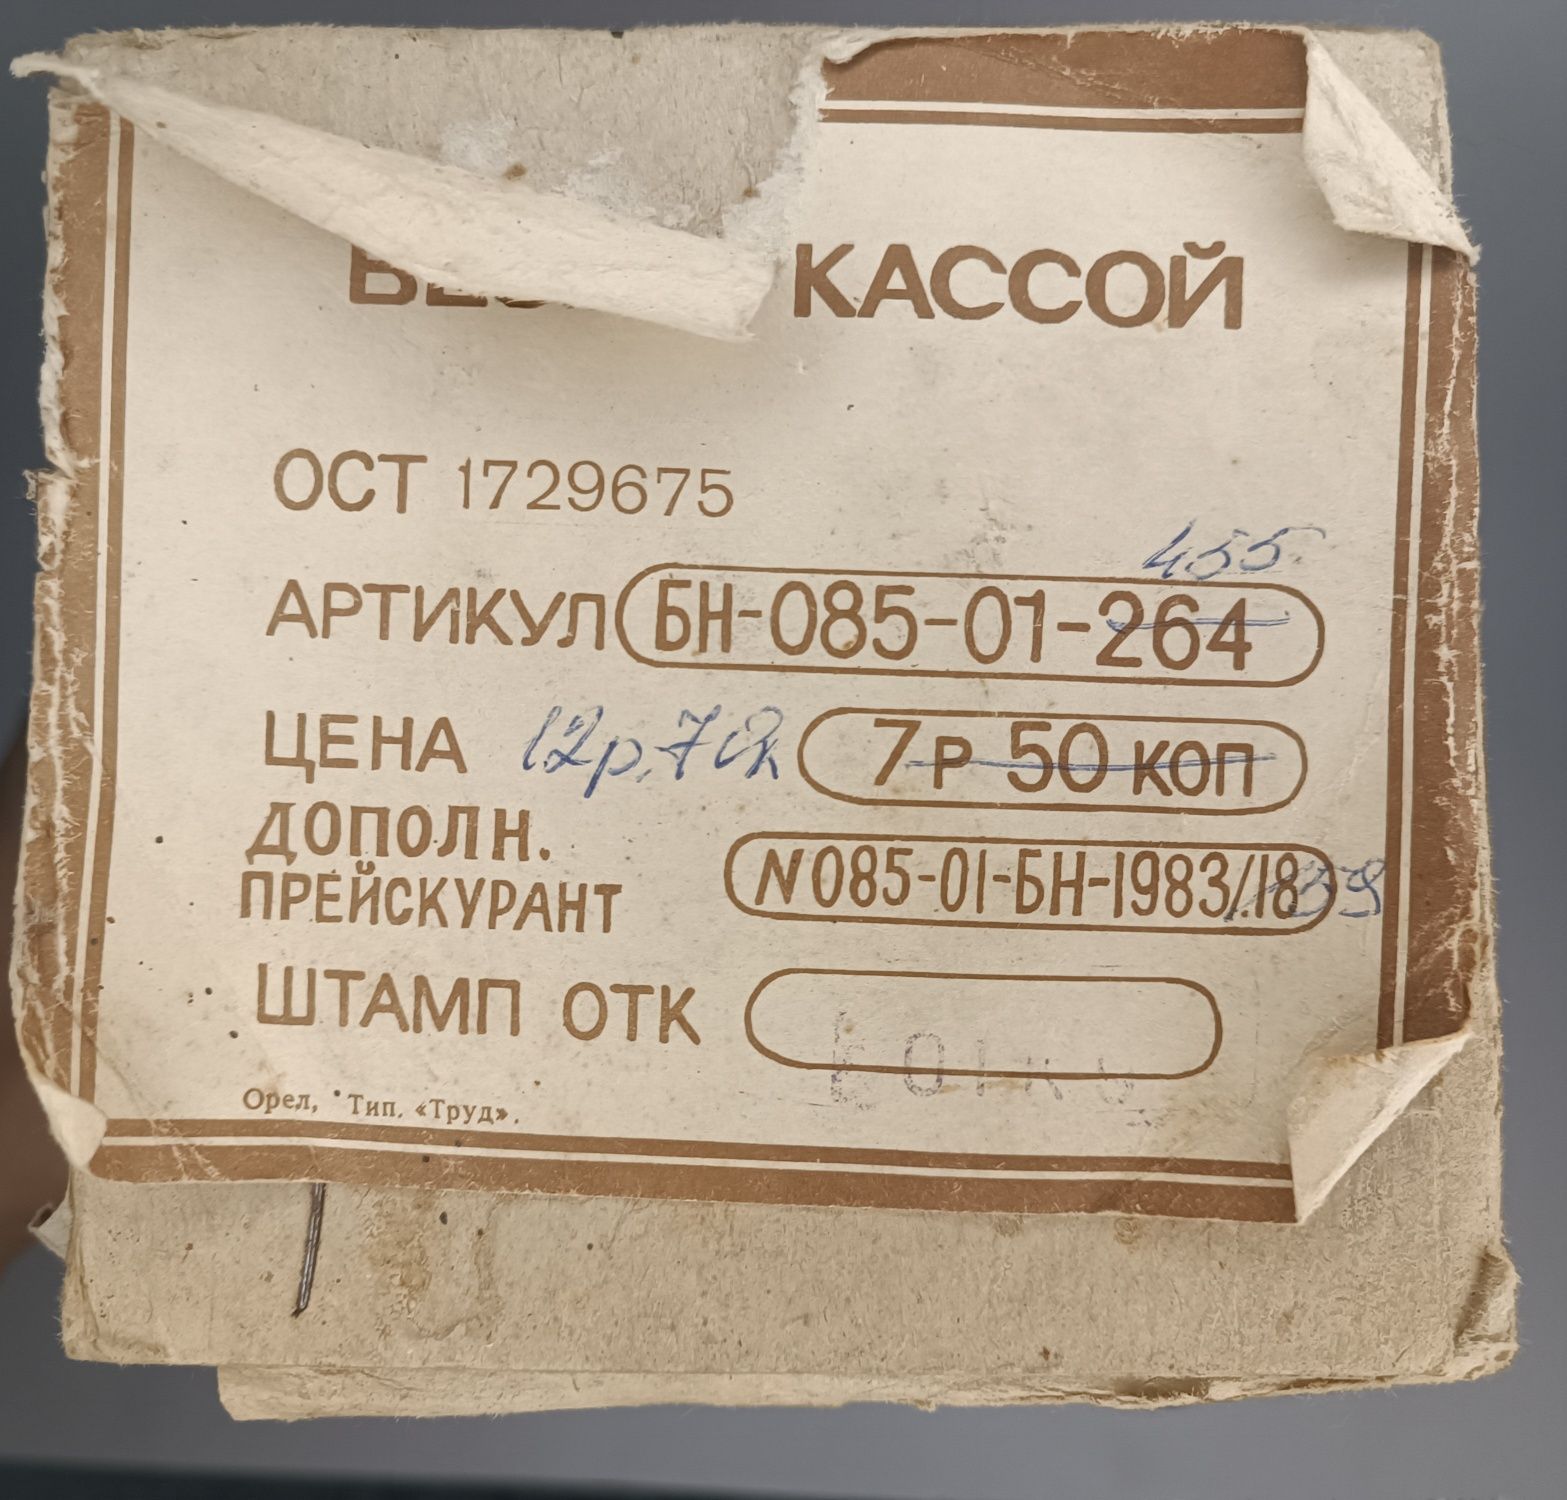 КАССОЙ
ОСТ 1729675
455
АРТИКУЛ БН-085-01-264
ЦЕНА 12р.70к 7 Р 50 КОП
ДОПОЛН.
ПРЕЙСКУРАНТ N 085-01-БН-1983/18
ШТАМП ОТК
Орел, Тип. «Труд».